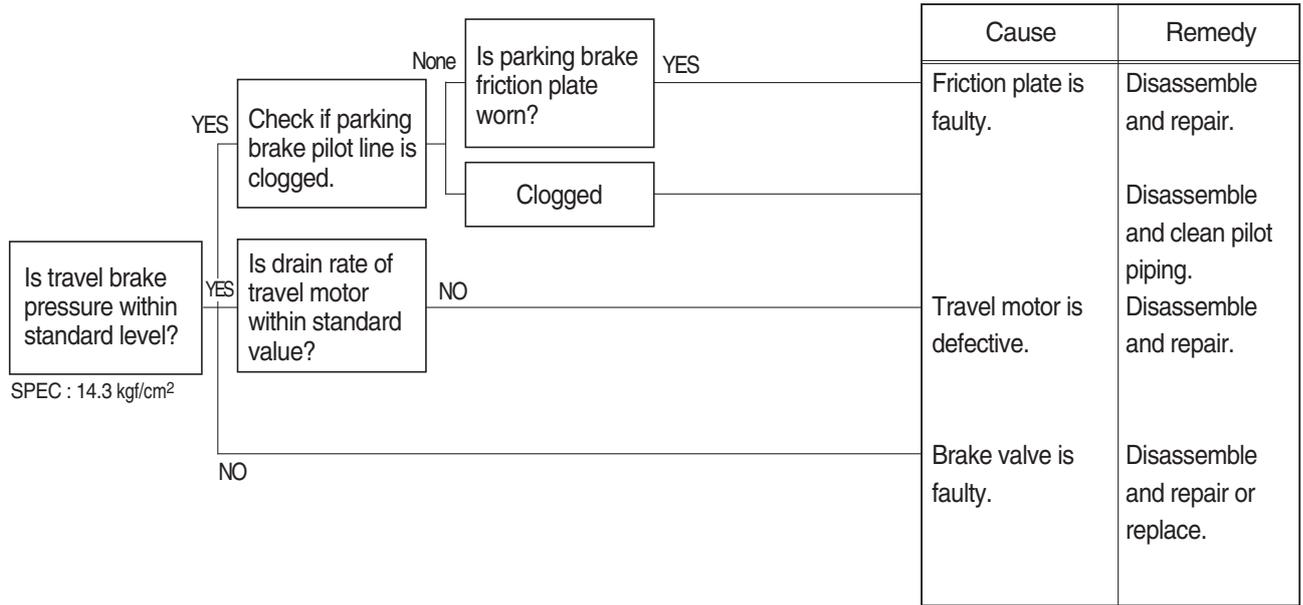 Cause
Remedy
None
Is parking brake
friction plate
worn?
YES
Friction plate is
faulty.
Disassemble
and repair.
YES
Check if parking
brake pilot line is
clogged.
Clogged
Disassemble
and clean pilot
piping.
Is travel brake
pressure within
standard level?
SPEC : 14.3 kgf/cm²
YES
Is drain rate of
travel motor
within standard
value?
NO
Travel motor is
defective.
Disassemble
and repair.
NO
Brake valve is
faulty.
Disassemble
and repair or
replace.